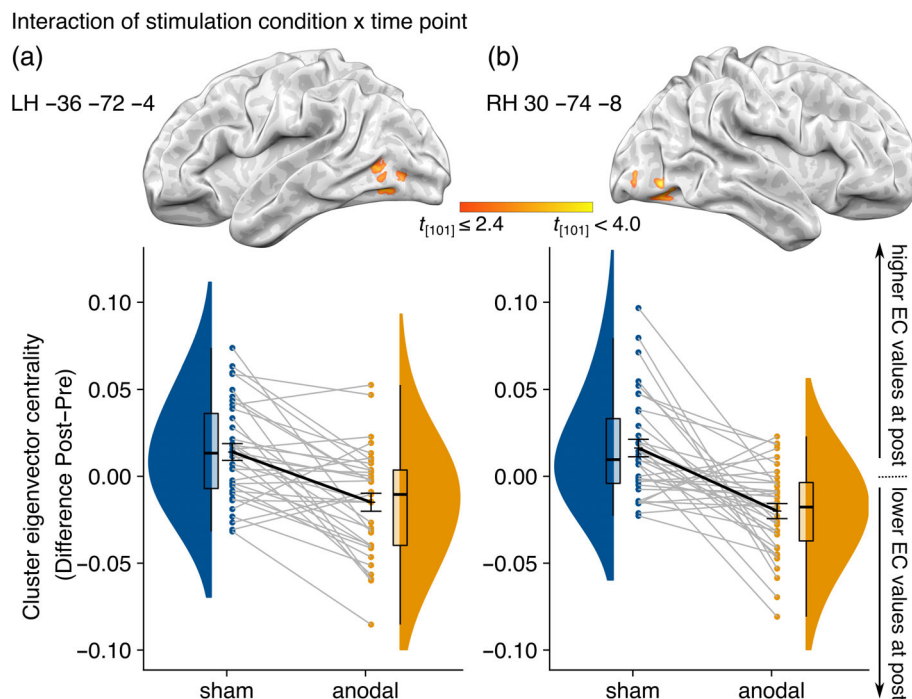 Interaction of stimulation condition x time point
(a)
LH −36 −72 −4
(b)
RH 30 −74 −8
t[101] ≤ 2.4
t[101] < 4.0
Cluster eigenvector centrality
(Difference Post−Pre)
0.10
0.05
0.00
−0.05
−0.10
sham
anodal
0.10
0.05
0.00
−0.05
−0.10
sham
anodal
higher EC values at post
lower EC values at post